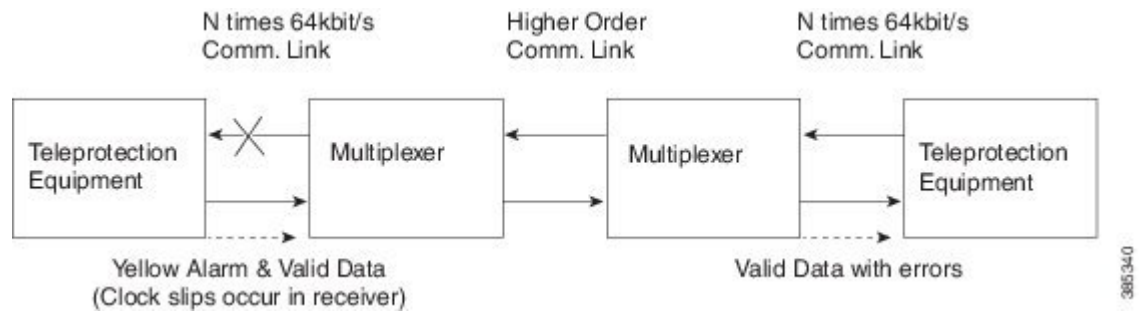 N times 64kbit/s
Comm. Link
Higher Order
Comm. Link
N times 64kbit/s
Comm. Link
Teleprotection
Equipment
Multiplexer
Multiplexer
Teleprotection
Equipment
Yellow Alarm & Valid Data
(Clock slips occur in receiver)
Valid Data with errors
385340